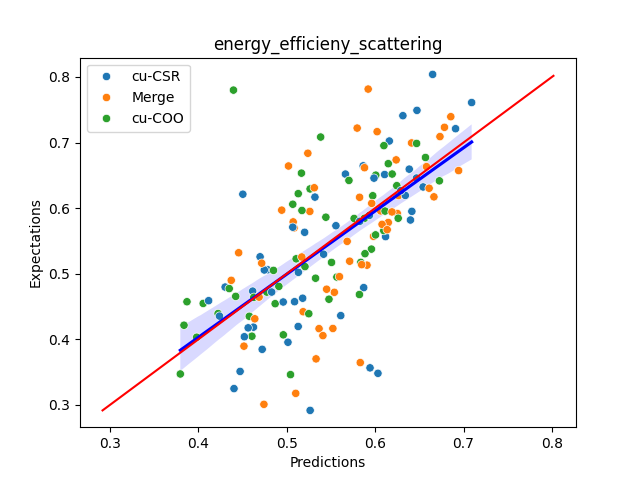 energy_efficieny_scattering
cu-CSR
Merge
cu-COO
Expectations
0.8
0.7
0.6
0.5
0.4
0.3
0.3 0.4 0.5 0.6 0.7 0.8
Predictions